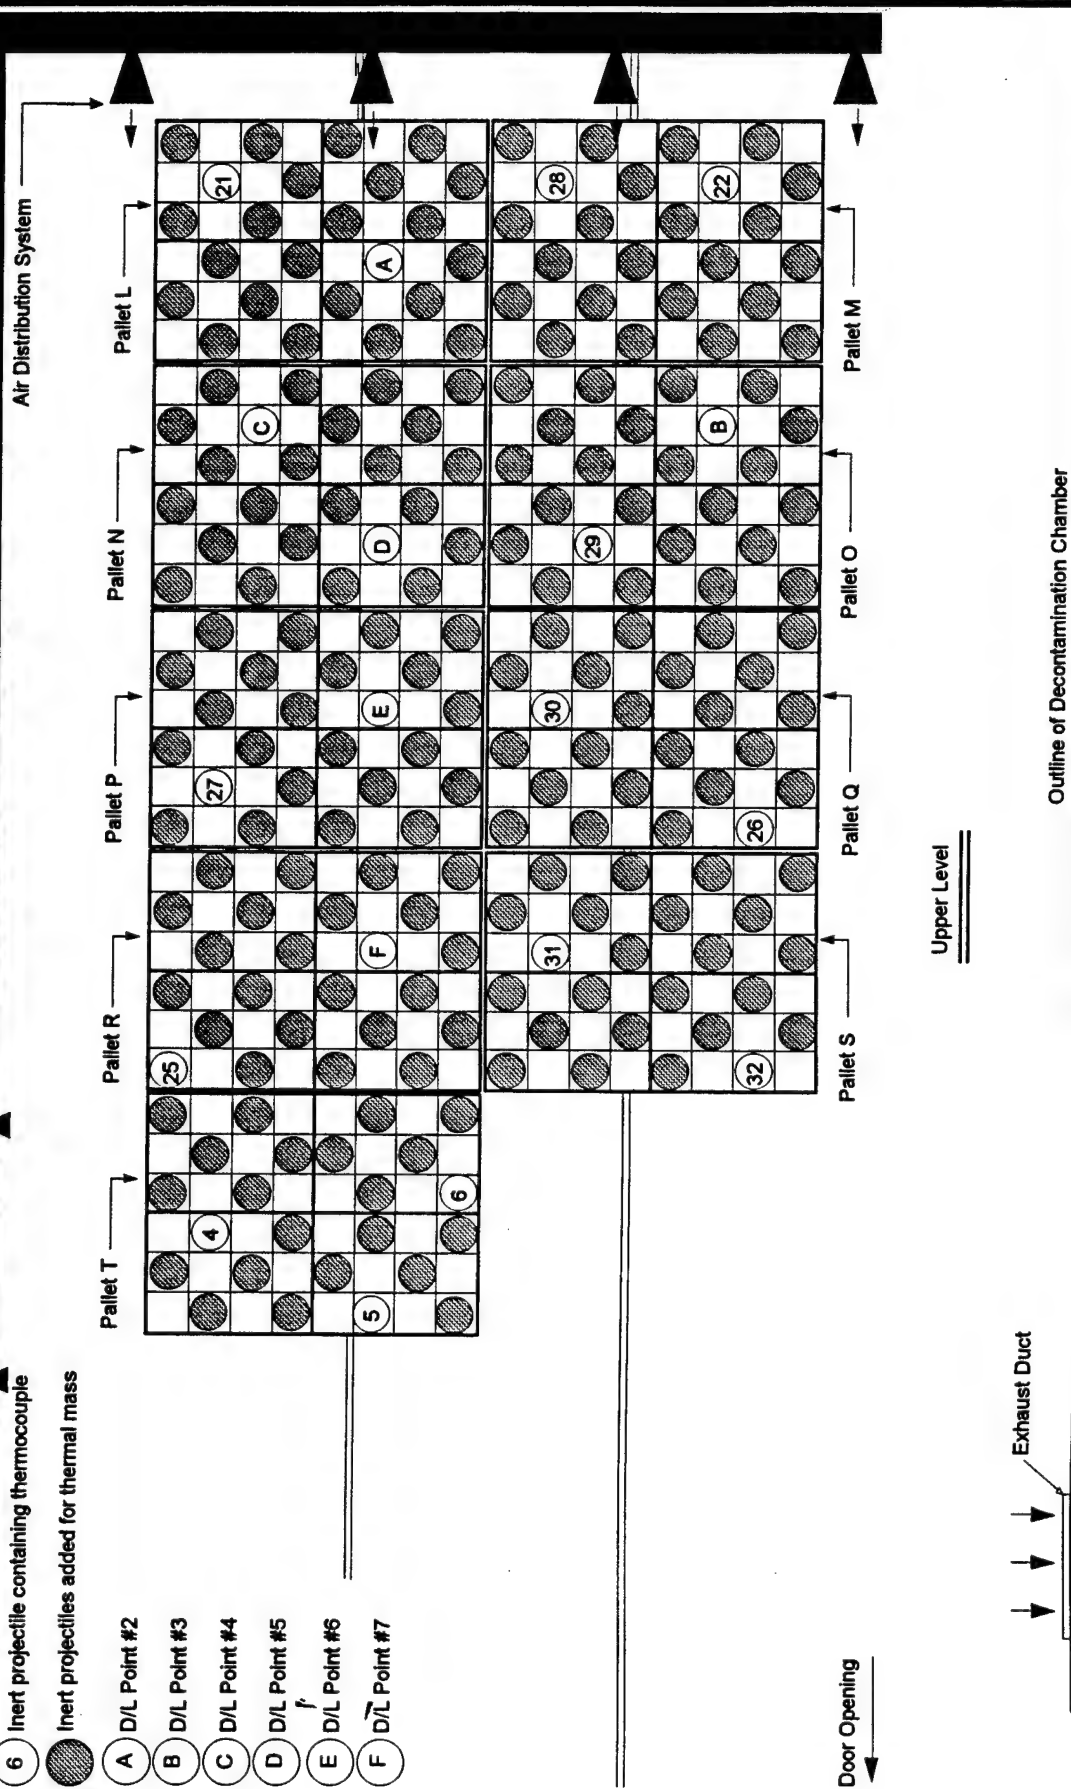 6 Inert projectile containing thermocouple
Inert projectiles added for thermal mass
A D/L Point #2
B D/L Point #3
C D/L Point #4
D D/L Point #5
E D/L Point #6
F D/L Point #7
Air Distribution System
Pallet T
Pallet R
Pallet P
Pallet N
Pallet L
25
27
C
21
4
5
6
F
E
D
A
31
30
29
28
32
26
B
22
Pallet S
Pallet Q
Pallet O
Pallet M
Door Opening
Upper Level
Exhaust Duct
Outline of Decontamination Chamber